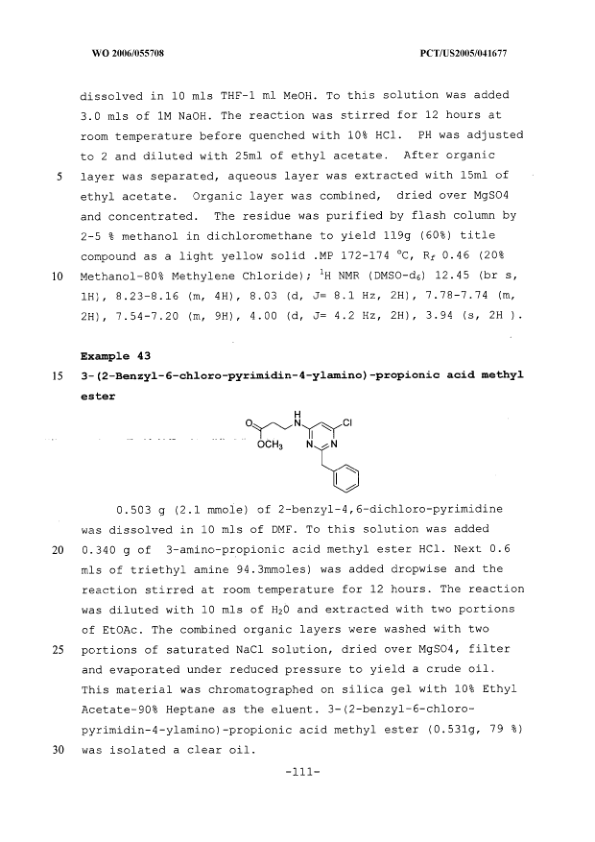 WO 2006/055708 PCT/US2005/041677
dissolved in 10 mls THF-1 ml MeOH. To this solution was added
3.0 mls of 1M NaOH. The reaction was stirred for 12 hours at
room temperature before quenched with 10% HCl. PH was adjusted
to 2 and diluted with 25ml of ethyl acetate. After organic
5 layer was separated, aqueous layer was extracted with 15ml of
ethyl acetate. Organic layer was combined, dried over MgSO4
and concentrated. The residue was purified by flash column by
2-5 % methanol in dichloromethane to yield 119g (60%) title
compound as a light yellow solid .MP 172-174 °C, Rf 0.46 (20%
10 Methanol-80% Methylene Chloride); ¹H NMR (DMSO-d₆) 12.45 (br s,
1H), 8.23-8.16 (m, 4H), 8.03 (d, J= 8.1 Hz, 2H), 7.78-7.74 (m,
2H), 7.54-7.20 (m, 9H), 4.00 (d, J= 4.2 Hz, 2H), 3.94 (s, 2H ).
Example 43
15 3-(2-Benzyl-6-chloro-pyrimidin-4-ylamino)-propionic acid methyl
ester
H
O N Cl
OCH₃ N N
0.503 g (2.1 mmole) of 2-benzyl-4,6-dichloro-pyrimidine
was dissolved in 10 mls of DMF. To this solution was added
20 0.340 g of 3-amino-propionic acid methyl ester HCl. Next 0.6
mls of triethyl amine 94.3mmoles) was added dropwise and the
reaction stirred at room temperature for 12 hours. The reaction
was diluted with 10 mls of H₂0 and extracted with two portions
of EtOAc. The combined organic layers were washed with two
25 portions of saturated NaCl solution, dried over MgSO4, filter
and evaporated under reduced pressure to yield a crude oil.
This material was chromatographed on silica gel with 10% Ethyl
Acetate-90% Heptane as the eluent. 3-(2-benzyl-6-chloro-
pyrimidin-4-ylamino)-propionic acid methyl ester (0.531g, 79 %)
30 was isolated a clear oil.
-111-